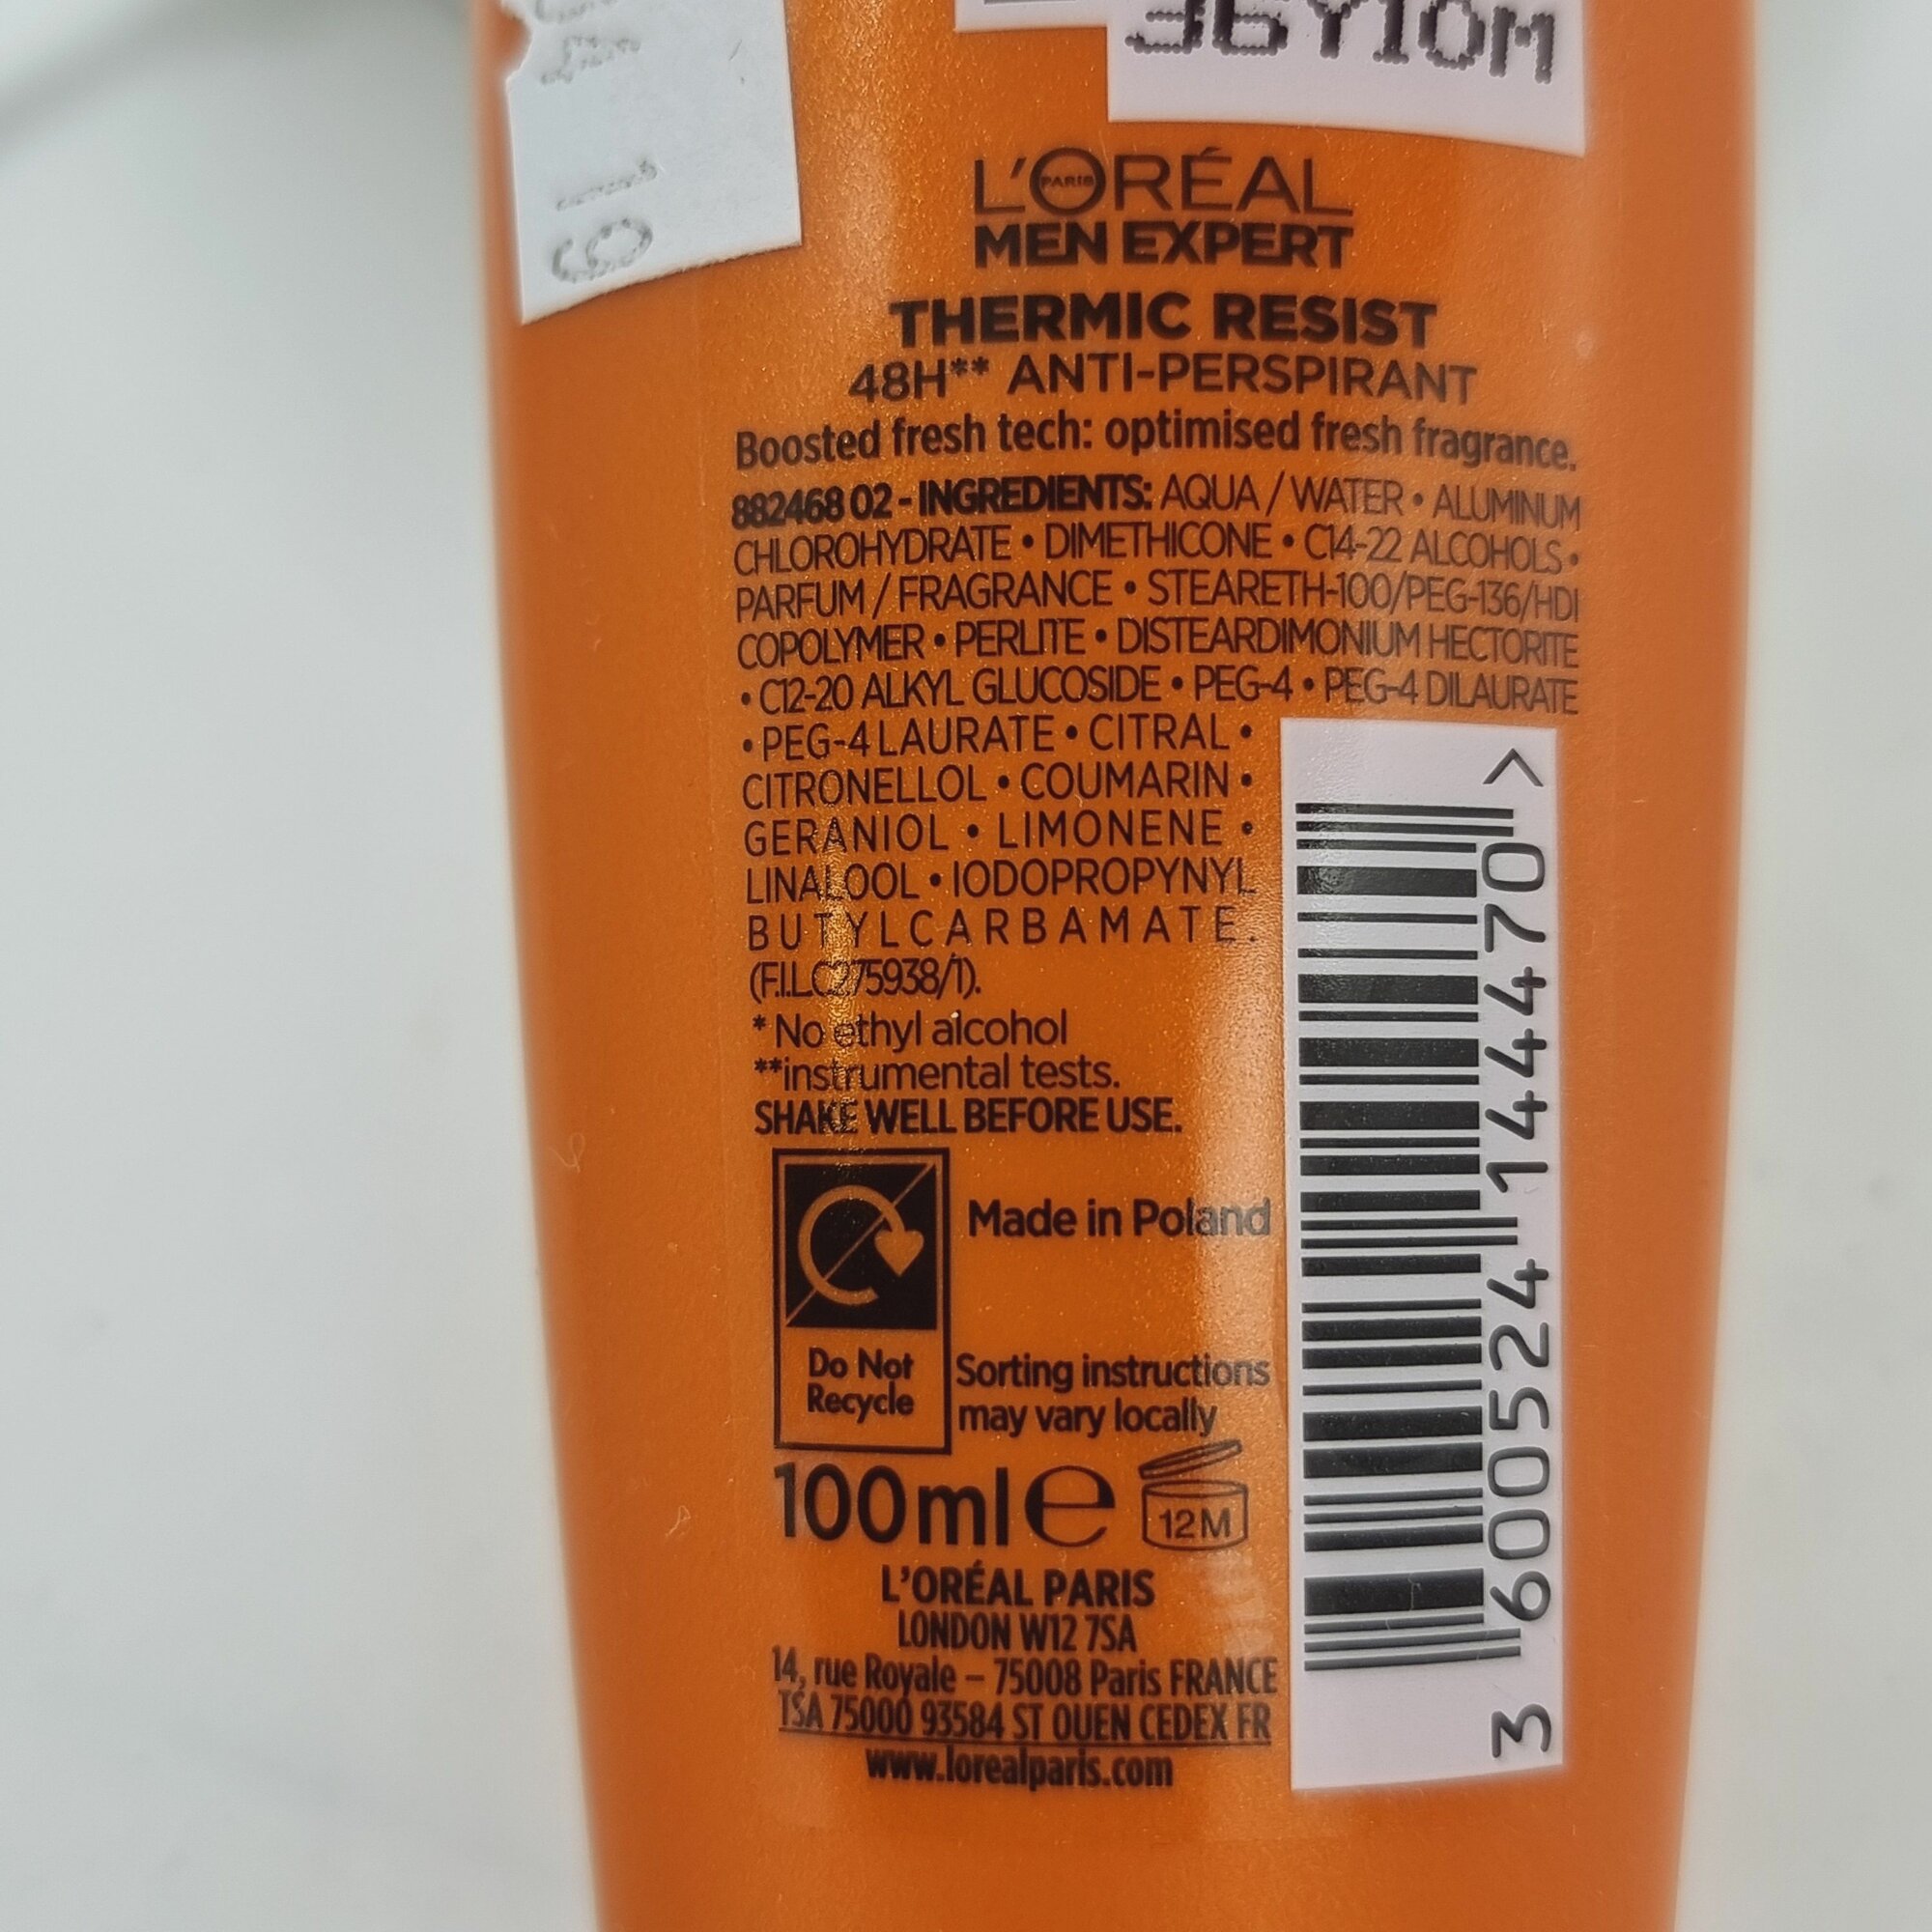 36Y10M
19
L'ORÉAL
PARIS
MEN EXPERT
THERMIC RESIST
48H** ANTI-PERSPIRANT
Boosted fresh tech: optimised fresh fragrance.
882468 02 - INGREDIENTS: AQUA / WATER • ALUMINUM
CHLOROHYDRATE • DIMETHICONE • C14-22 ALCOHOLS •
PARFUM / FRAGRANCE • STEARETH-100/PEG-136/HDI
COPOLYMER • PERLITE • DISTEARDIMONIUM HECTORITE
• C12-20 ALKYL GLUCOSIDE • PEG-4 • PEG-4 DILAURATE
• PEG-4 LAURATE • CITRAL •
CITRONELLOL • COUMARIN •
GERANIOL • LIMONENE •
LINALOOL • IODOPROPYNYL
BUTYLCARBAMATE.
(F.I.L. C275938/1).
* No ethyl alcohol
**instrumental tests.
SHAKE WELL BEFORE USE.
Made in Poland
Do Not
Recycle
Sorting instructions
may vary locally
100 ml e
12M
L'ORÉAL PARIS
LONDON W12 7SA
14, rue Royale – 75008 Paris FRANCE
TSA 75000 93584 ST OUEN CEDEX FR
www.lorealparis.com
3 600524 144470 >